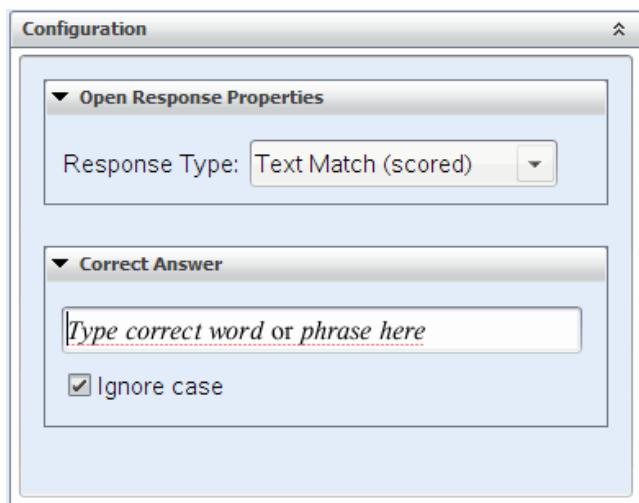 Configuration
Open Response Properties
Response Type: Text Match (scored)
Correct Answer
Type correct word or phrase here
Ignore case